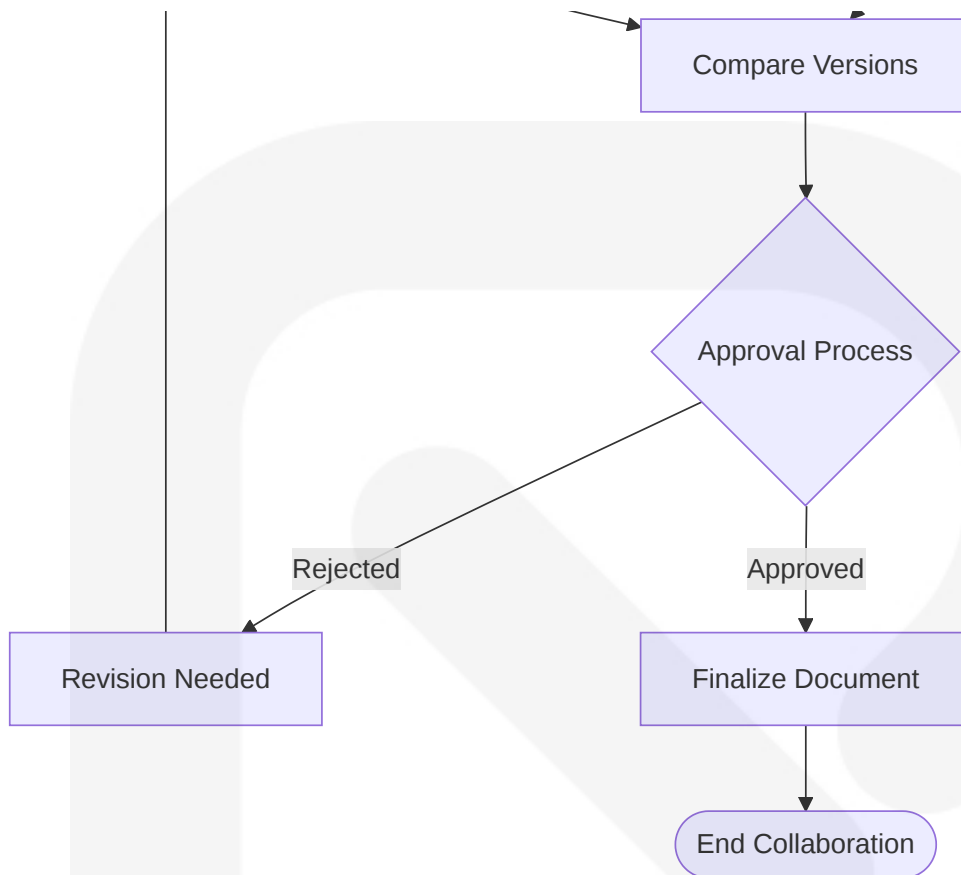 Compare Versions
Approval Process
Rejected
Approved
Revision Needed
Finalize Document
End Collaboration